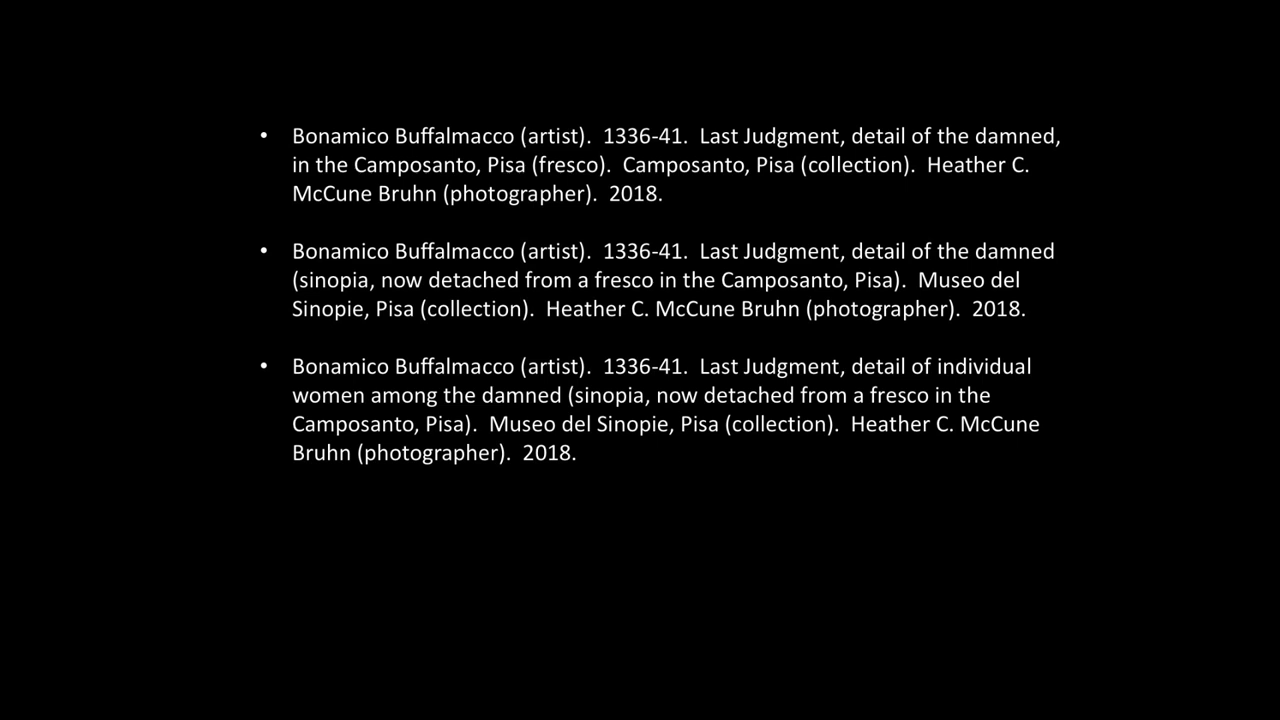 • Bonamico Buffalmacco (artist).  1336-41.  Last Judgment, detail of the damned,
in the Camposanto, Pisa (fresco).  Camposanto, Pisa (collection).  Heather C.
McCune Bruhn (photographer).  2018.
• Bonamico Buffalmacco (artist).  1336-41.  Last Judgment, detail of the damned
(sinopia, now detached from a fresco in the Camposanto, Pisa).  Museo del
Sinopie, Pisa (collection).  Heather C. McCune Bruhn (photographer).  2018.
• Bonamico Buffalmacco (artist).  1336-41.  Last Judgment, detail of individual
women among the damned (sinopia, now detached from a fresco in the
Camposanto, Pisa).  Museo del Sinopie, Pisa (collection).  Heather C. McCune
Bruhn (photographer).  2018.